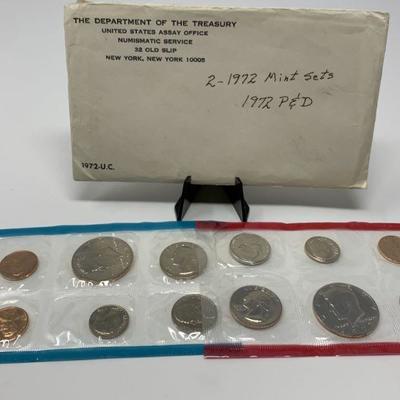 THE DEPARTMENT OF THE TREASURY
UNITED STATES ASSAY OFFICE
NUMISMATIC SERVICE
32 OLD SLIP
NEW YORK, NEW YORK 10005
2-1972 Mint Sets
1972 P&D
1972-U.C.